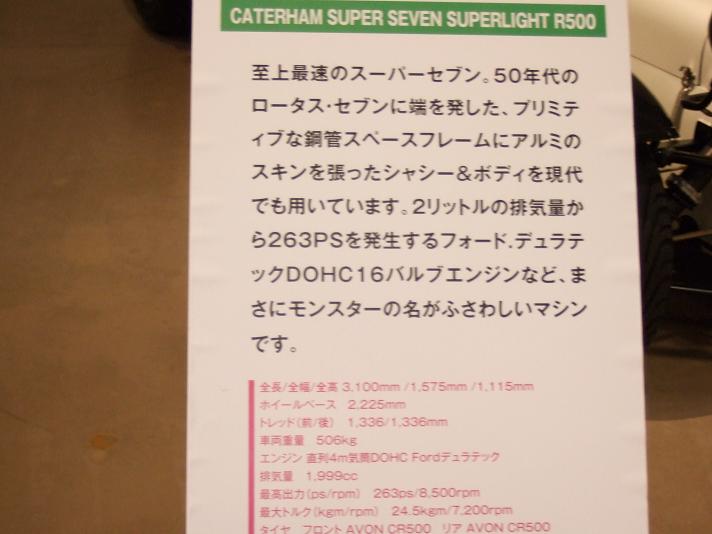 CATERHAM SUPER SEVEN SUPERLIGHT R500
至上最速のスーパーセブン。50年代の
ロータス・セブンに端を発した、プリミテ
ィブな鋼管スペースフレームにアルミの
スキンを張ったシャシー&ボディを現代
でも用いています。2リットルの排気量か
ら263PSを発生するフォード.デュラテ
ックDOHC16バルブエンジンなど、ま
さにモンスターの名がふさわしいマシン
です。
全長/全幅/全高 3,100mm /1,575mm /1,115mm
ホイールベース 2,225mm
トレッド(前/後) 1,336/1,336mm
車両重量 506kg
エンジン 直列4m気筒DOHC Fordデュラテック
排気量 1,999cc
最高出力(ps/rpm) 263ps/8,500rpm
最大トルク(kgm/rpm) 24.5kgm/7,200rpm
タイヤ フロント AVON CR500 リア AVON CR500